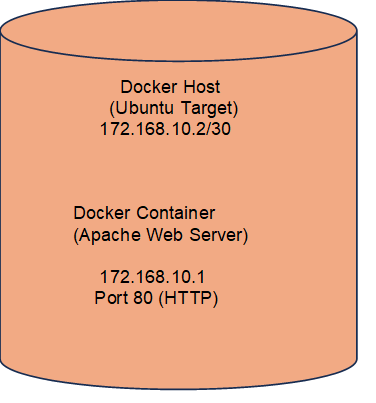 Docker Host
(Ubuntu Target)
172.168.10.2/30
Docker Container
(Apache Web Server)
172.168.10.1
Port 80 (HTTP)